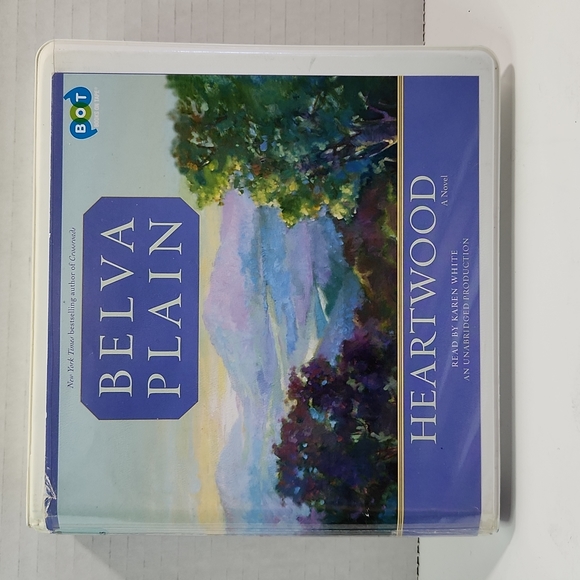 BOT
New York Times bestselling author of Crossroads
BELVA
PLAIN
HEARTWOOD
A Novel
READ BY KAREN WHITE
AN UNABRIDGED PRODUCTION